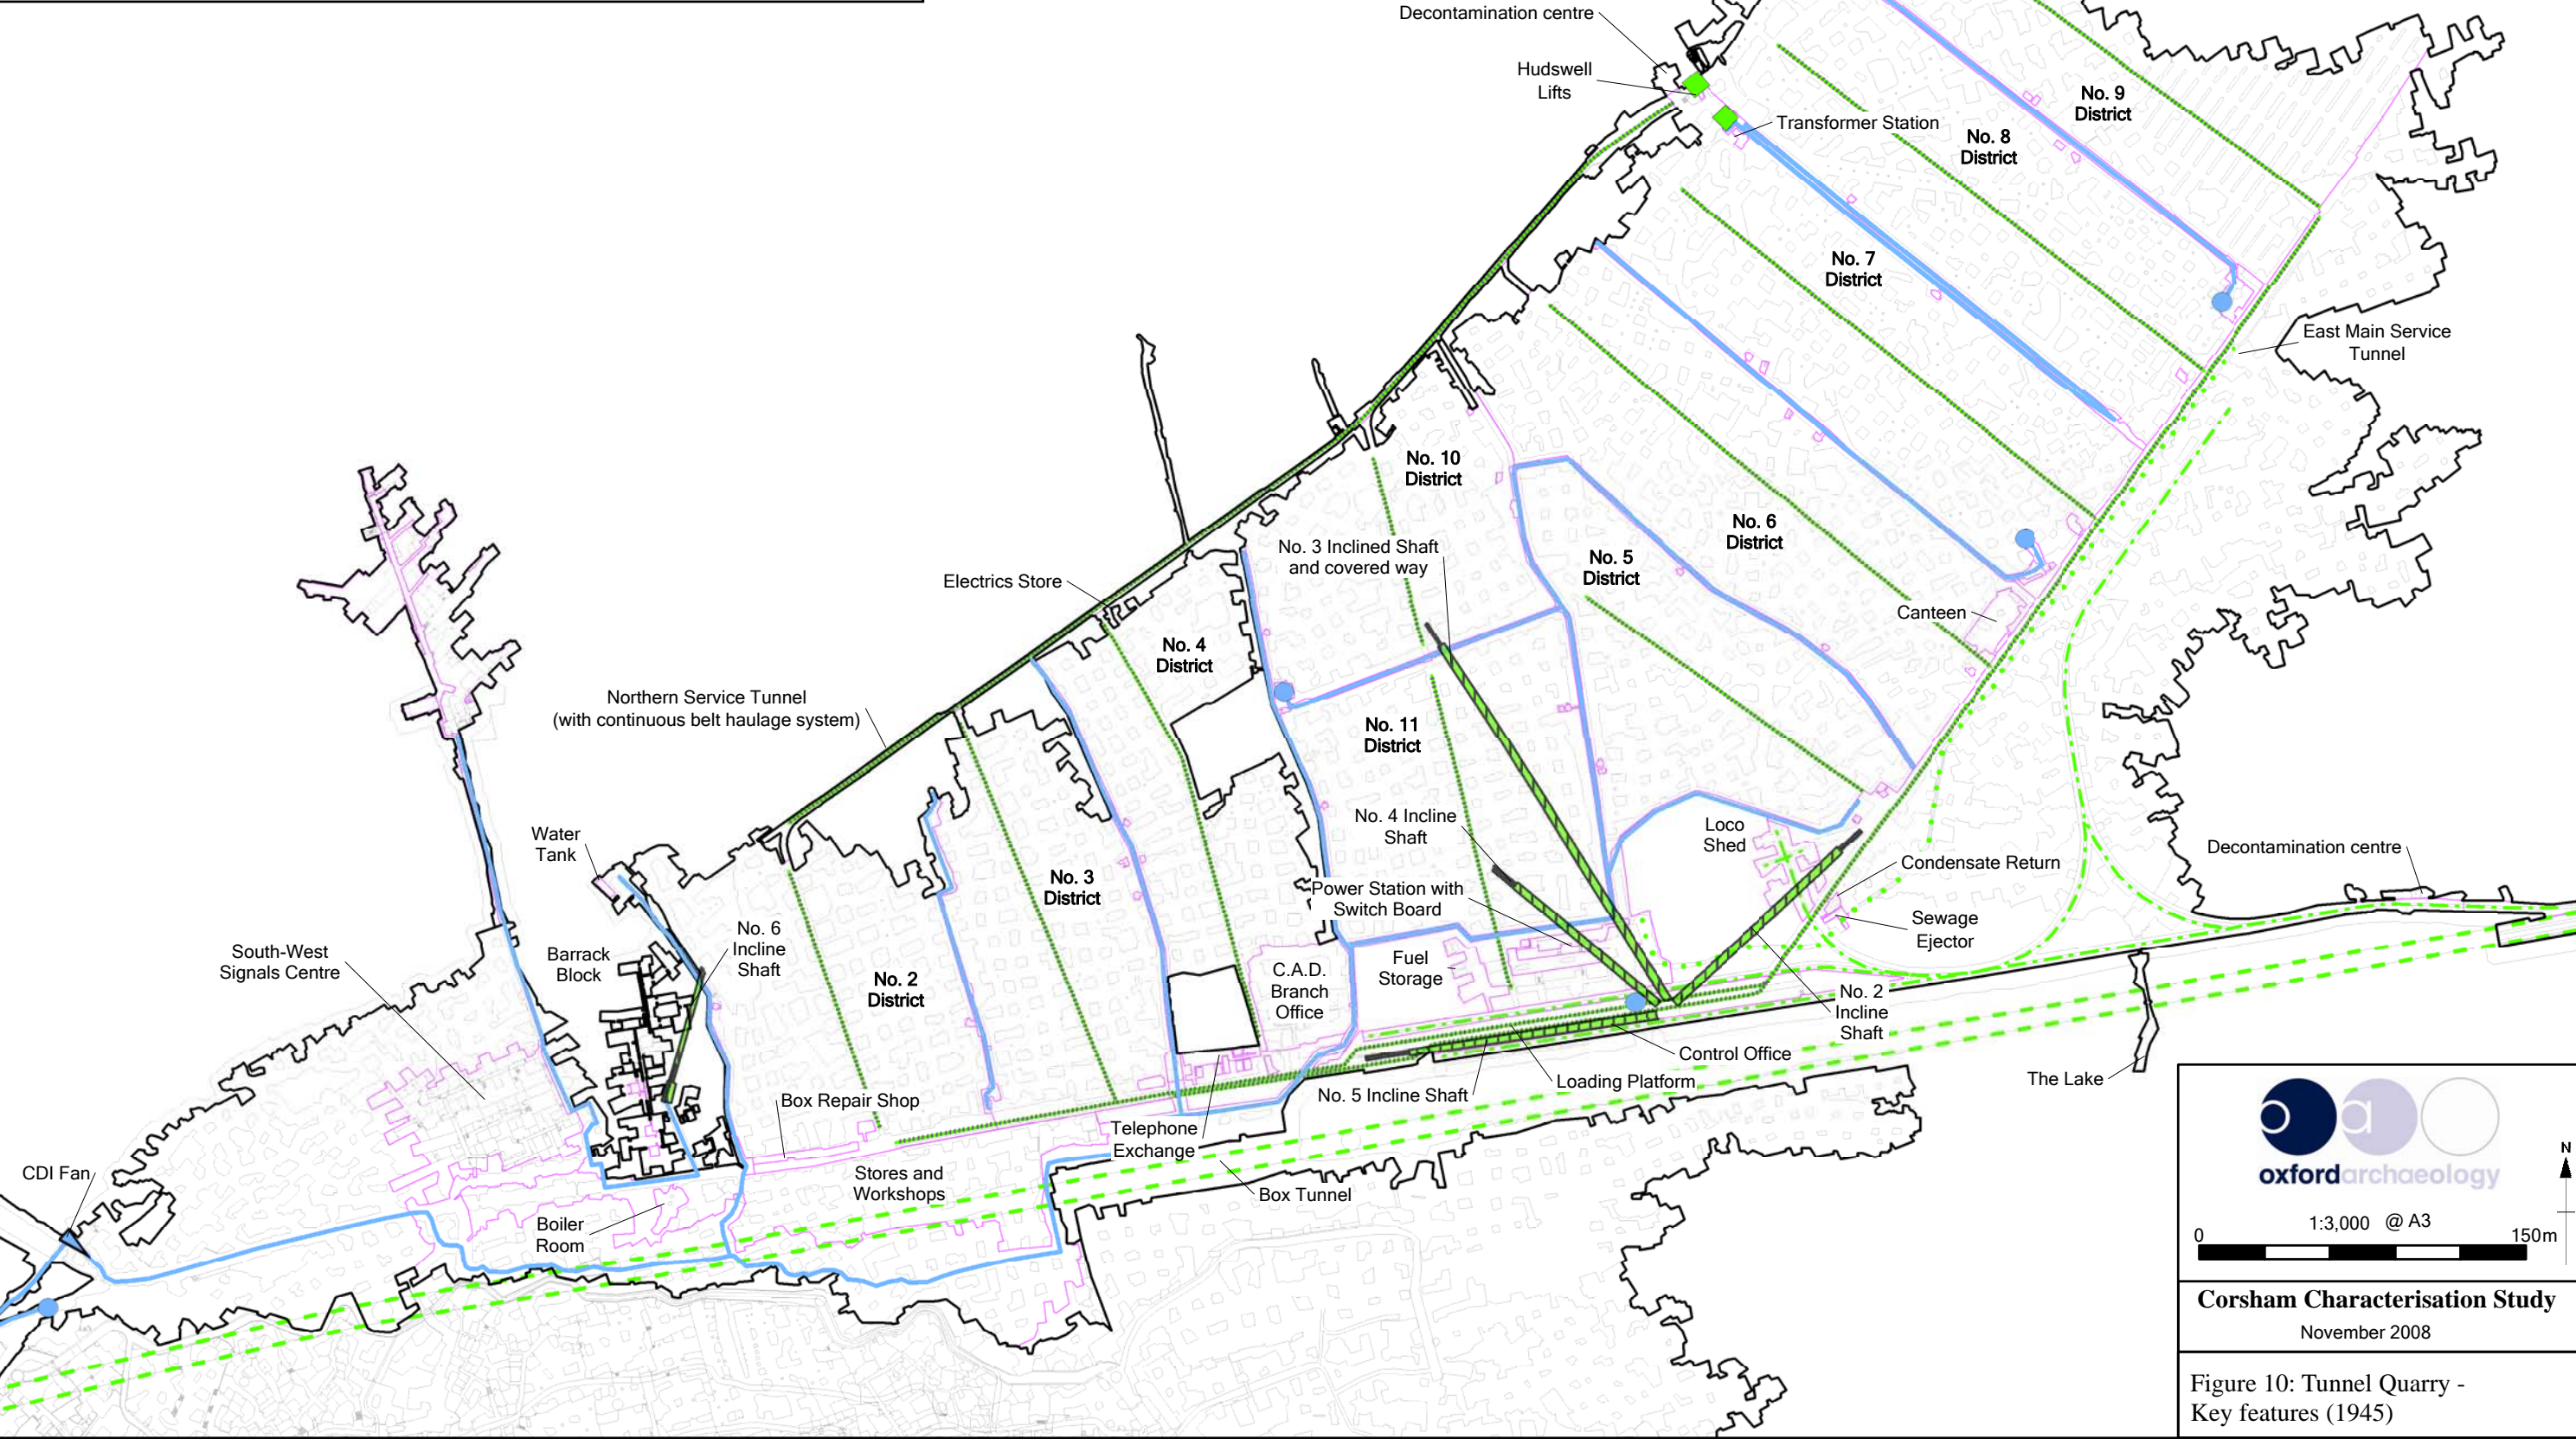 Decontamination centre
Hudswell
Lifts
Transformer Station
No. 9
District
No. 8
District
No. 7
District
East Main Service
Tunnel
No. 10
District
No. 6
District
No. 5
District
No. 3 Inclined Shaft
and covered way
Electrics Store
Canteen
No. 4
District
Northern Service Tunnel
(with continuous belt haulage system)
No. 11
District
Water
Tank
No. 4 Incline
Shaft
Loco
Shed
Decontamination centre
Condensate Return
No. 3
District
Power Station with
Switch Board
Sewage
Ejector
South-West
Signals Centre
Barrack
Block
No. 6
Incline
Shaft
No. 2
District
C.A.D.
Branch
Office
Fuel
Storage
No. 2
Incline
Shaft
Control Office
Loading Platform
No. 5 Incline Shaft
The Lake
Box Repair Shop
Telephone
Exchange
CDI Fan
Stores and
Workshops
Box Tunnel
Boiler
Room
oa
oxfordarchaeology
N
1:3,000 @ A3
0 150m
Corsham Characterisation Study
November 2008
Figure 10: Tunnel Quarry -
Key features (1945)